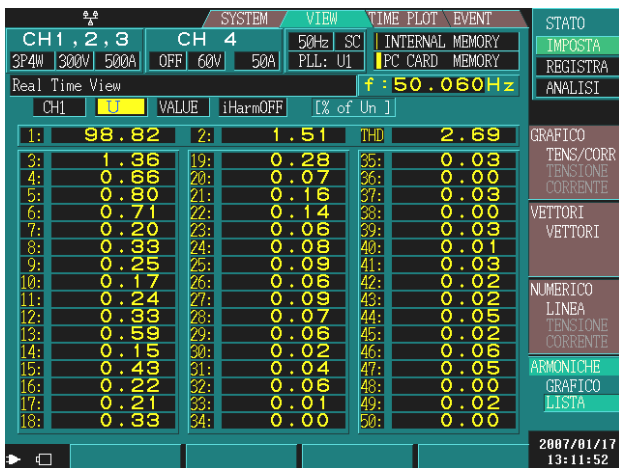 SYSTEM VIEW TIME PLOT EVENT
CH1,2,3 CH 4 50Hz SC INTERNAL MEMORY
3P4W 300V 500A OFF 60V 50A PLL: U1 PC CARD MEMORY
Real Time View f:50.060Hz
CH1 U VALUE iHarmOFF [% of Un ]
1: 98.82 2: 1.51 THD 2.69
3: 1.36 19: 0.28 35: 0.03
4: 0.66 20: 0.07 36: 0.00
5: 0.80 21: 0.16 37: 0.03
6: 0.71 22: 0.14 38: 0.00
7: 0.20 23: 0.06 39: 0.03
8: 0.33 24: 0.08 40: 0.01
9: 0.25 25: 0.09 41: 0.03
10: 0.17 26: 0.06 42: 0.02
11: 0.24 27: 0.09 43: 0.02
12: 0.33 28: 0.07 44: 0.05
13: 0.59 29: 0.06 45: 0.02
14: 0.15 30: 0.02 46: 0.06
15: 0.43 31: 0.04 47: 0.05
16: 0.22 32: 0.06 48: 0.00
17: 0.21 33: 0.01 49: 0.02
18: 0.33 34: 0.00 50: 0.00
STATO
IMPOSTA
REGISTRA
ANALISI
GRAFICO
TENS/CORR
TENSIONE
CORRENTE
VETTORI
VETTORI
NUMERICO
LINEA
TENSIONE
CORRENTE
ARMONICHE
GRAFICO
LISTA
2007/01/17
13:11:52